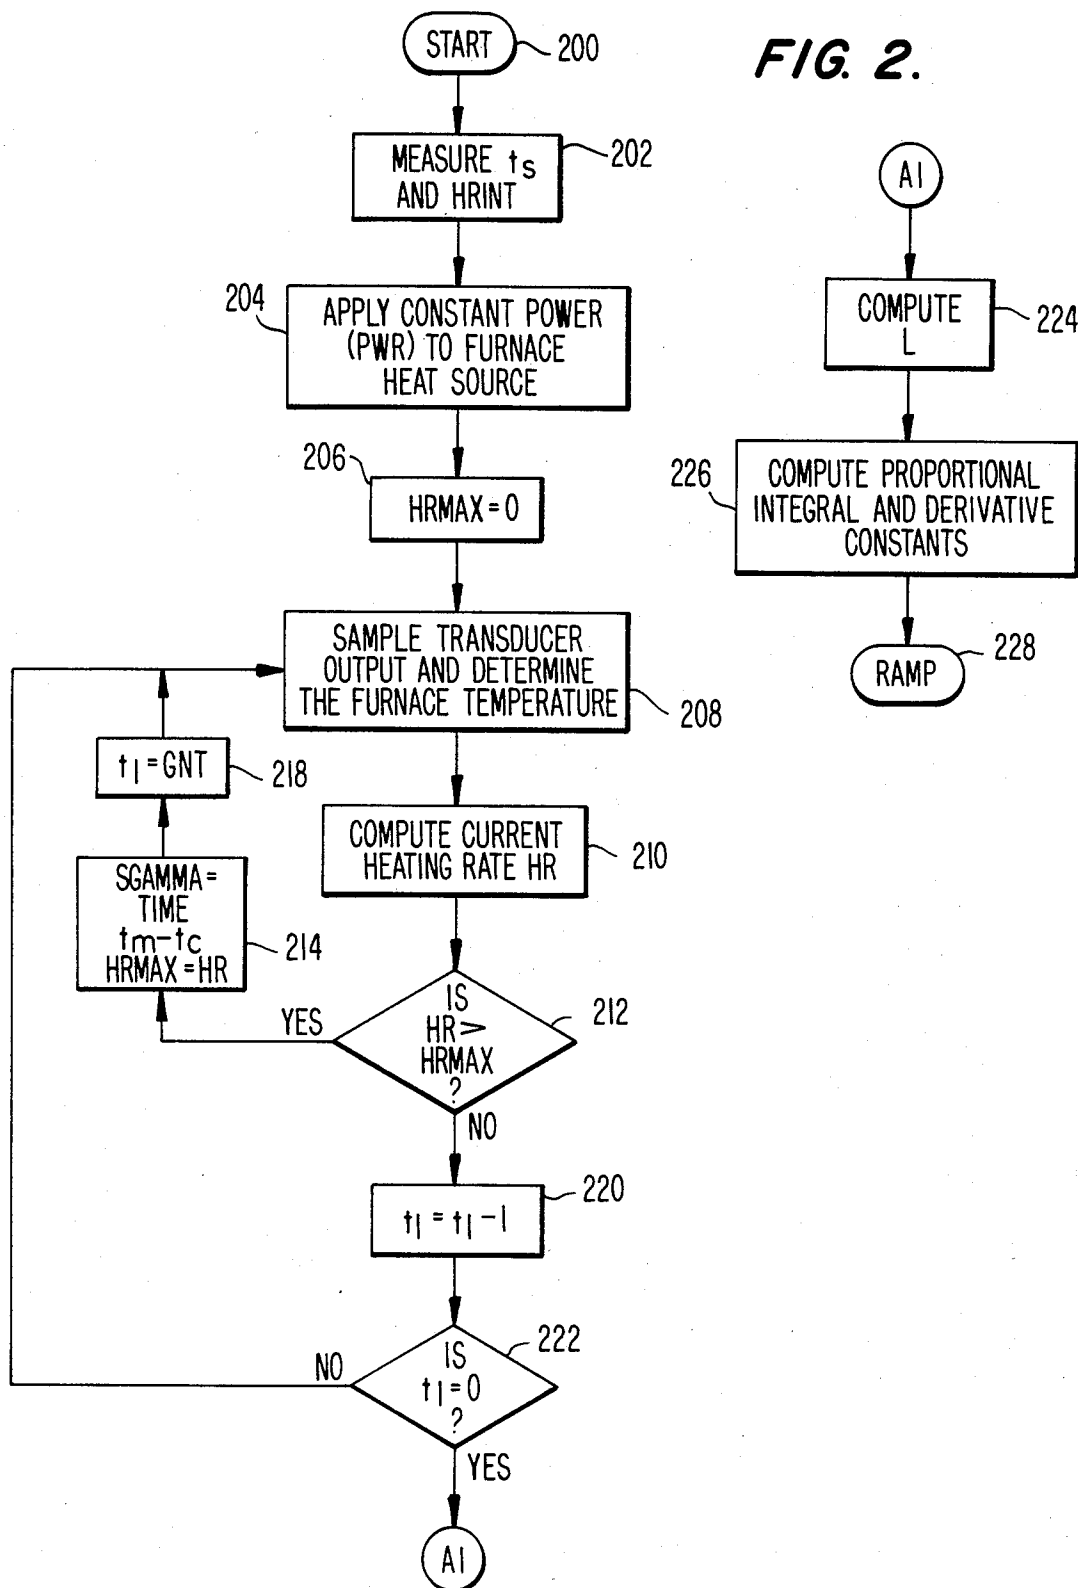 FIG. 2.
START
200
MEASURE ts
AND HRINT
202
204
APPLY CONSTANT POWER
(PWR) TO FURNACE
HEAT SOURCE
206
HRMAX=0
SAMPLE TRANSDUCER
OUTPUT AND DETERMINE
THE FURNACE TEMPERATURE
208
t1=GNT
218
COMPUTE CURRENT
HEATING RATE HR
210
SGAMMA=
TIME
tm-tc
HRMAX=HR
214
YES
IS
HR>
HRMAX
?
212
NO
220
t1=t1-1
222
NO
IS
t1=0
?
YES
A1
A1
COMPUTE
L
224
226
COMPUTE PROPORTIONAL
INTEGRAL AND DERIVATIVE
CONSTANTS
RAMP
228